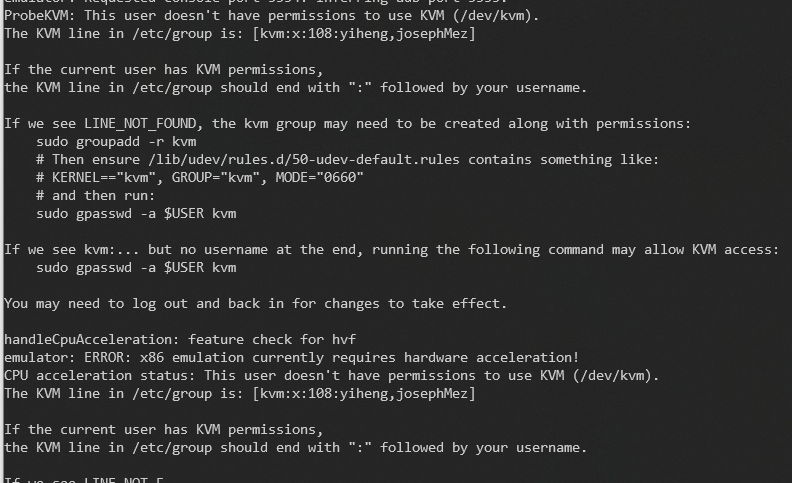 emulator: Requested console port 5554: Inferring adb port 5555.
ProbeKVM: This user doesn't have permissions to use KVM (/dev/kvm).
The KVM line in /etc/group is: [kvm:x:108:yiheng,josephMez]
If the current user has KVM permissions,
the KVM line in /etc/group should end with ":" followed by your username.
If we see LINE_NOT_FOUND, the kvm group may need to be created along with permissions:
sudo groupadd -r kvm
# Then ensure /lib/udev/rules.d/50-udev-default.rules contains something like:
# KERNEL=="kvm", GROUP="kvm", MODE="0660"
# and then run:
sudo gpasswd -a $USER kvm
If we see kvm:... but no username at the end, running the following command may allow KVM access:
sudo gpasswd -a $USER kvm
You may need to log out and back in for changes to take effect.
handleCpuAcceleration: feature check for hvf
emulator: ERROR: x86 emulation currently requires hardware acceleration!
CPU acceleration status: This user doesn't have permissions to use KVM (/dev/kvm).
The KVM line in /etc/group is: [kvm:x:108:yiheng,josephMez]
If the current user has KVM permissions,
the KVM line in /etc/group should end with ":" followed by your username.
If we see LINE_NOT_F